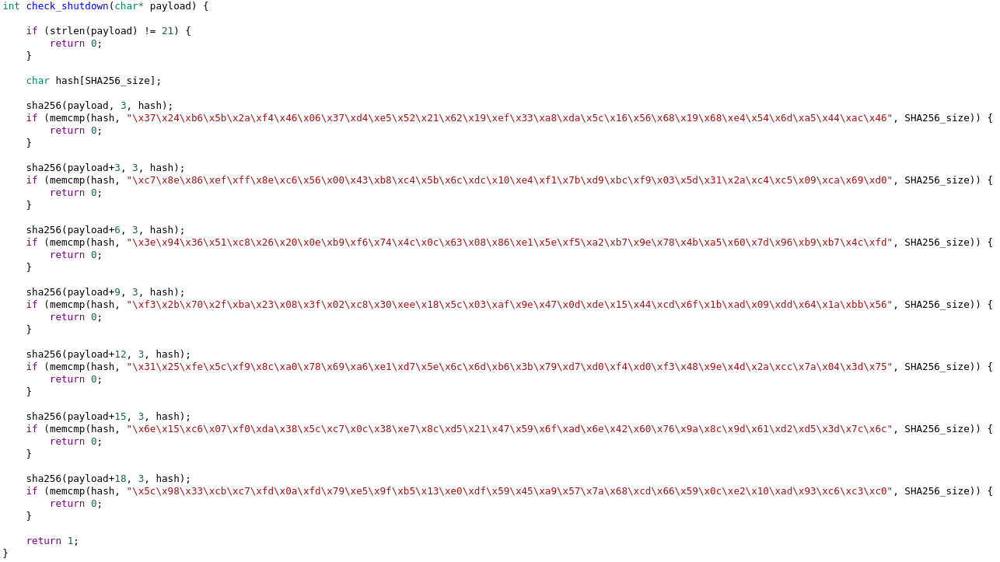 int check_shutdown(char* payload) {
if (strlen(payload) != 21) {
return 0;
}
char hash[SHA256_size];
sha256(payload, 3, hash);
if (memcmp(hash, "\x37\x24\xb6\x5b\x2a\xf4\x46\x06\x37\xd4\xe5\x52\x21\x62\x19\xef\x33\xa8\xda\x5c\x16\x56\x68\x19\x68\xe4\x54\x6d\xa5\x44\xac\x46", SHA256_size)) {
return 0;
}
sha256(payload+3, 3, hash);
if (memcmp(hash, "\xc7\x8e\x86\xef\xff\x8e\xc6\x56\x00\x43\xb8\xc4\x5b\x6c\xdc\x10\xe4\xf1\x7b\xd9\xbc\xf9\x03\x5d\x31\x2a\xc4\xc5\x09\xca\x69\xd0", SHA256_size)) {
return 0;
}
sha256(payload+6, 3, hash);
if (memcmp(hash, "\x3e\x94\x36\x51\xc8\x26\x20\x0e\xb9\xf6\x74\x4c\x0c\x63\x08\x86\xe1\x5e\xf5\xa2\xb7\x9e\x78\x4b\xa5\x60\x7d\x96\xb9\xb7\x4c\xfd", SHA256_size)) {
return 0;
}
sha256(payload+9, 3, hash);
if (memcmp(hash, "\xf3\x2b\x70\x2f\xba\x23\x08\x3f\x02\xc8\x30\xee\x18\x5c\x03\xaf\x9e\x47\x0d\xde\x15\x44\xcd\x6f\x1b\xad\x09\xdd\x64\x1a\xbb\x56", SHA256_size)) {
return 0;
}
sha256(payload+12, 3, hash);
if (memcmp(hash, "\x31\x25\xfe\x5c\xf9\x8c\xa0\x78\x69\xa6\xe1\xd7\x5e\x6c\x6d\xb6\x3b\x79\xd7\xd0\xf4\xd0\xf3\x48\x9e\x4d\x2a\xcc\x7a\x04\x3d\x75", SHA256_size)) {
return 0;
}
sha256(payload+15, 3, hash);
if (memcmp(hash, "\x6e\x15\xc6\x07\xf0\xda\x38\x5c\xc7\x0c\x38\xe7\x8c\xd5\x21\x47\x59\x6f\xad\x6e\x42\x60\x76\x9a\x8c\x9d\x61\xd2\xd5\x3d\x7c\x6c", SHA256_size)) {
return 0;
}
sha256(payload+18, 3, hash);
if (memcmp(hash, "\x5c\x98\x33\xcb\xc7\xfd\x0a\xfd\x79\xe5\x9f\xb5\x13\xe0\xdf\x59\x45\xa9\x57\x7a\x68\xcd\x66\x59\x0c\xe2\x10\xad\x93\xc6\xc3\xc0", SHA256_size)) {
return 0;
}
return 1;
}